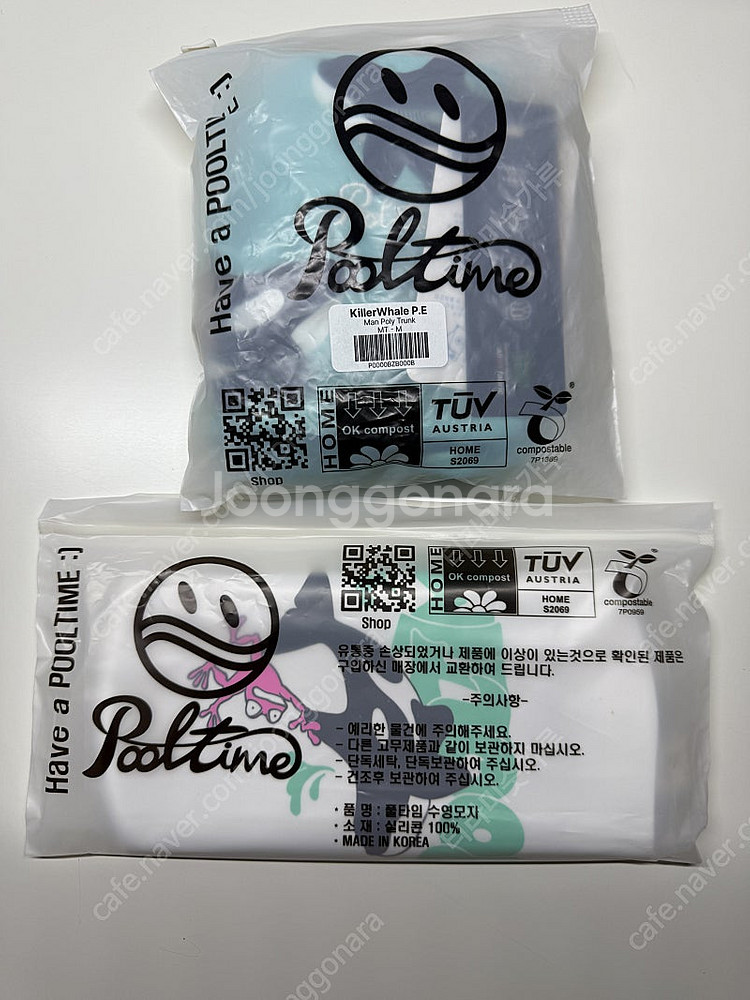 Have a POOLTIME :)
Pooltime
KillerWhale P.E
Man Poly Trunk
MT - M
P0000BZB000B
Shop
HOME
OK compost
TÜV
AUSTRIA
HOME
S2069
compostable
Joonggonara
Have a POOLTIME :)
Pooltime
Shop
HOME
OK compost
TÜV
AUSTRIA
HOME
S2069
compostable
7P0959
유통중 손상되었거나 제품에 이상이 있는것으로 확인된 제품은
구입하신 매장에서 교환하여 드립니다.
-주의사항-
- 예리한 물건에 주의해주세요.
- 다른 고무제품과 같이 보관하지 마십시오.
- 단독세탁, 단독보관하여 주십시오.
- 건조후 보관하여 주십시오.
• 품 명 : 풀타임 수영모자
• 소 재 : 실리콘 100%
• MADE IN KOREA
cafe.naver.com/joonggonara